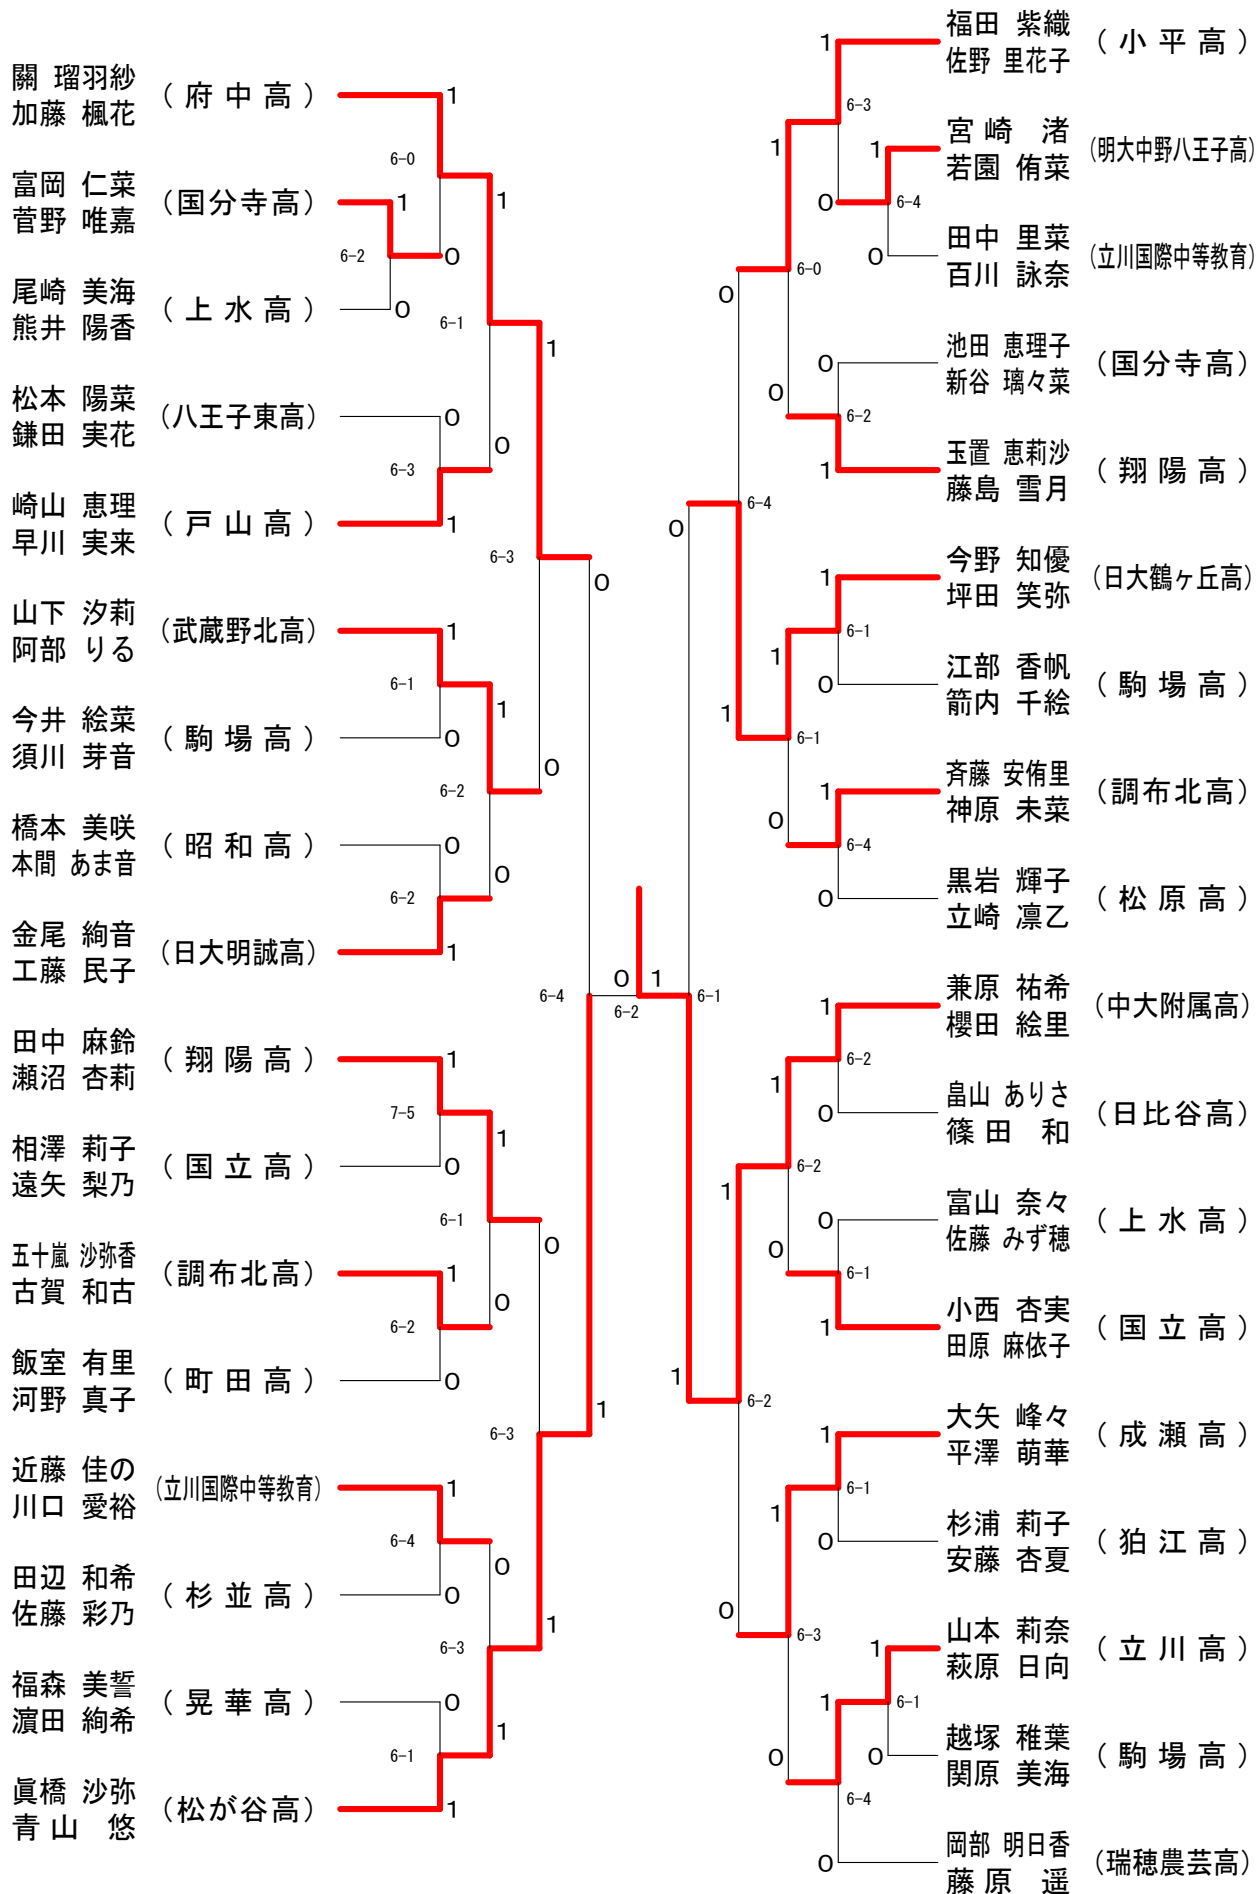 關 瑠羽紗
加藤 楓花
(府中高)
1
6-0
富岡 仁菜
菅野 唯嘉
(国分寺高)
1
1
6-2
0
尾崎 美海
熊井 陽香
(上水高)
0
6-1
1
松本 陽菜
鎌田 実花
(八王子東高)
0
0
6-3
崎山 恵理
早川 実来
(戸山高)
1
6-3
0
山下 汐莉
阿部 りる
(武蔵野北高)
1
6-1
1
今井 絵菜
須川 芽音
(駒場高)
0
0
6-2
橋本 美咲
本間 あま音
(昭和高)
0
0
6-2
金尾 絢音
工藤 民子
(日大明誠高)
1
6-4
田中 麻鈴
瀬沼 杏莉
(翔陽高)
1
7-5
1
相澤 莉子
遠矢 梨乃
(国立高)
0
6-1
0
五十嵐 沙弥香
古賀 和古
(調布北高)
1
0
6-2
飯室 有里
河野 真子
(町田高)
0
1
6-3
近藤 佳の
川口 愛裕
(立川国際中等教育)
1
6-4
0
田辺 和希
佐藤 彩乃
(杉並高)
0
1
6-3
福森 美誓
濵田 絢希
(晃華高)
0
1
6-1
眞橋 沙弥
青山 悠
(松が谷高)
1
0
1
6-2
福田 紫織
佐野 里花子
(小平高)
1
6-3
宮崎 渚
若園 侑菜
(明大中野八王子高)
1
1
0
6-4
田中 里菜
百川 詠奈
(立川国際中等教育)
0
6-0
0
池田 恵理子
新谷 璃々菜
(国分寺高)
0
0
6-2
玉置 恵莉沙
藤島 雪月
(翔陽高)
1
6-4
0
今野 知優
坪田 笑弥
(日大鶴ヶ丘高)
1
1
6-1
江部 香帆
箭内 千絵
(駒場高)
0
1
6-1
斉藤 安侑里
神原 未菜
(調布北高)
1
0
6-4
黒岩 輝子
立崎 凛乙
(松原高)
0
6-1
兼原 祐希
櫻田 絵里
(中大附属高)
1
1
6-2
畠山 ありさ
篠田 和
(日比谷高)
0
6-2
1
富山 奈々
佐藤 みず穂
(上水高)
0
0
6-1
小西 杏実
田原 麻依子
(国立高)
1
1
6-2
大矢 峰々
平澤 萌華
(成瀬高)
1
6-1
1
杉浦 莉子
安藤 杏夏
(狛江高)
0
0
6-3
山本 莉奈
萩原 日向
(立川高)
1
1
6-1
越塚 稚葉
関原 美海
(駒場高)
0
0
6-4
岡部 明日香
藤原 遥
(瑞穂農芸高)
0